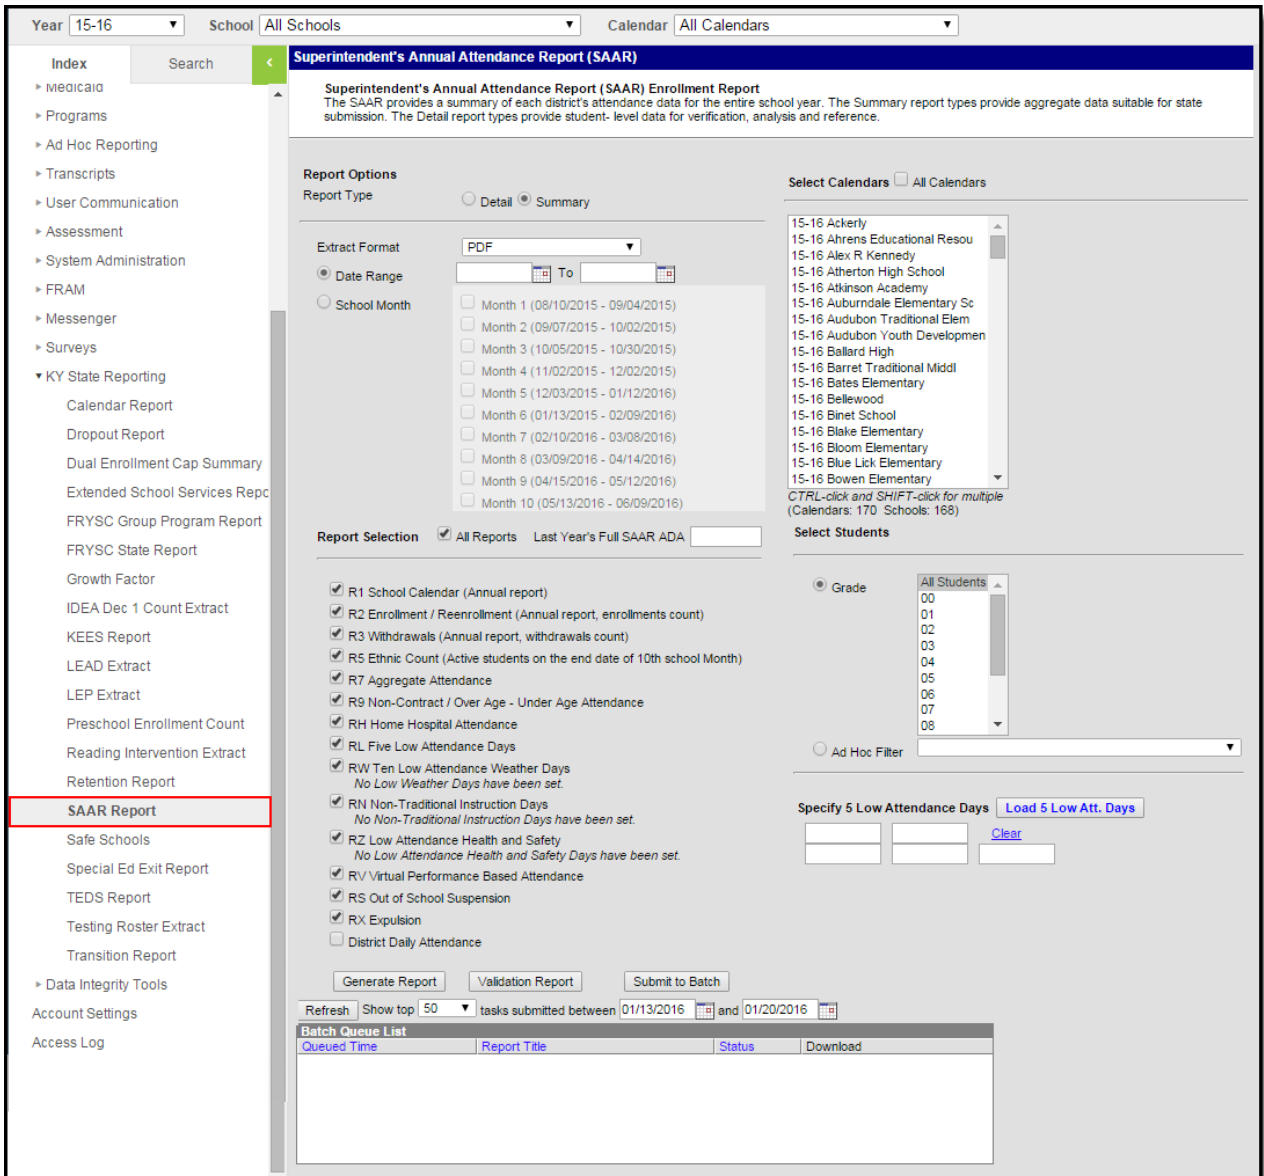 Year 15-16 School All Schools Calendar All Calendars
Index Search
Medicaid
Programs
Ad Hoc Reporting
Transcripts
User Communication
Assessment
System Administration
FRAM
Messenger
Surveys
KY State Reporting
Calendar Report
Dropout Report
Dual Enrollment Cap Summary
Extended School Services Repo
FRYSC Group Program Report
FRYSC State Report
Growth Factor
IDEA Dec 1 Count Extract
KEES Report
LEAD Extract
LEP Extract
Preschool Enrollment Count
Reading Intervention Extract
Retention Report
SAAR Report
Safe Schools
Special Ed Exit Report
TEDS Report
Testing Roster Extract
Transition Report
Data Integrity Tools
Account Settings
Access Log
Superintendent's Annual Attendance Report (SAAR)
Superintendent's Annual Attendance Report (SAAR) Enrollment Report
The SAAR provides a summary of each district's attendance data for the entire school year. The Summary report types provide aggregate data suitable for state
submission. The Detail report types provide student- level data for verification, analysis and reference.
Report Options
Report Type Detail Summary
Extract Format PDF
Date Range To
School Month
Month 1 (08/10/2015 - 09/04/2015)
Month 2 (09/07/2015 - 10/02/2015)
Month 3 (10/05/2015 - 10/30/2015)
Month 4 (11/02/2015 - 12/02/2015)
Month 5 (12/03/2015 - 01/12/2016)
Month 6 (01/13/2015 - 02/09/2016)
Month 7 (02/10/2016 - 03/08/2016)
Month 8 (03/09/2016 - 04/14/2016)
Month 9 (04/15/2016 - 05/12/2016)
Month 10 (05/13/2016 - 06/09/2016)
Report Selection All Reports Last Year's Full SAAR ADA
R1 School Calendar (Annual report)
R2 Enrollment / Reenrollment (Annual report, enrollments count)
R3 Withdrawals (Annual report, withdrawals count)
R5 Ethnic Count (Active students on the end date of 10th school Month)
R7 Aggregate Attendance
R9 Non-Contract / Over Age - Under Age Attendance
RH Home Hospital Attendance
RL Five Low Attendance Days
RW Ten Low Attendance Weather Days
No Low Weather Days have been set.
RN Non-Traditional Instruction Days
No Non-Traditional Instruction Days have been set.
RZ Low Attendance Health and Safety
No Low Attendance Health and Safety Days have been set.
RV Virtual Performance Based Attendance
RS Out of School Suspension
RX Expulsion
District Daily Attendance
Generate Report Validation Report Submit to Batch
Select Calendars All Calendars
15-16 Ackerly
15-16 Ahrens Educational Resou
15-16 Alex R Kennedy
15-16 Atherton High School
15-16 Atkinson Academy
15-16 Auburndale Elementary Sc
15-16 Audubon Traditional Elem
15-16 Audubon Youth Developmen
15-16 Ballard High
15-16 Barret Traditional Middl
15-16 Bates Elementary
15-16 Bellewood
15-16 Binet School
15-16 Blake Elementary
15-16 Bloom Elementary
15-16 Blue Lick Elementary
15-16 Bowen Elementary
CTRL-click and SHIFT-click for multiple
(Calendars: 170 Schools: 168)
Select Students
Grade
All Students
00
01
02
03
04
05
06
07
08
Ad Hoc Filter
Specify 5 Low Attendance Days Load 5 Low Att. Days
Clear
Refresh Show top 50 tasks submitted between 01/13/2016 and 01/20/2016
Batch Queue List
Queued Time Report Title Status Download